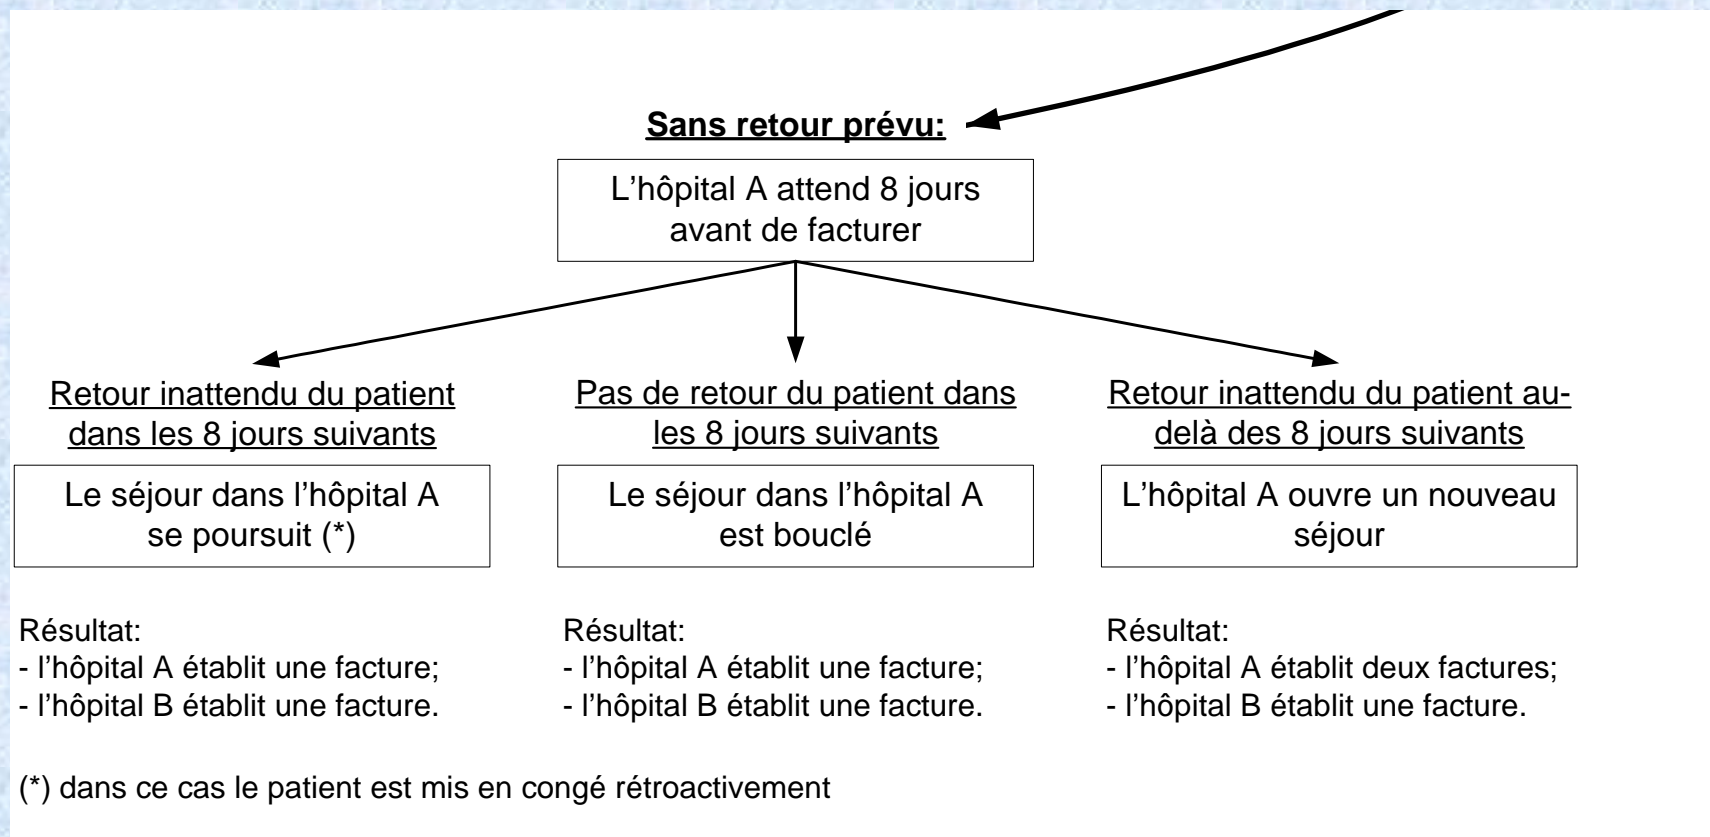 Sans retour prévu:
L’hôpital A attend 8 jours
avant de facturer
Retour inattendu du patient
dans les 8 jours suivants
Le séjour dans l’hôpital A
se poursuit (*)
Résultat:
- l’hôpital A établit une facture;
- l’hôpital B établit une facture.
Pas de retour du patient dans
les 8 jours suivants
Le séjour dans l’hôpital A
est bouclé
Résultat:
- l’hôpital A établit une facture;
- l’hôpital B établit une facture.
Retour inattendu du patient au-
delà des 8 jours suivants
L’hôpital A ouvre un nouveau
séjour
Résultat:
- l’hôpital A établit deux factures;
- l’hôpital B établit une facture.
(*) dans ce cas le patient est mis en congé rétroactivement